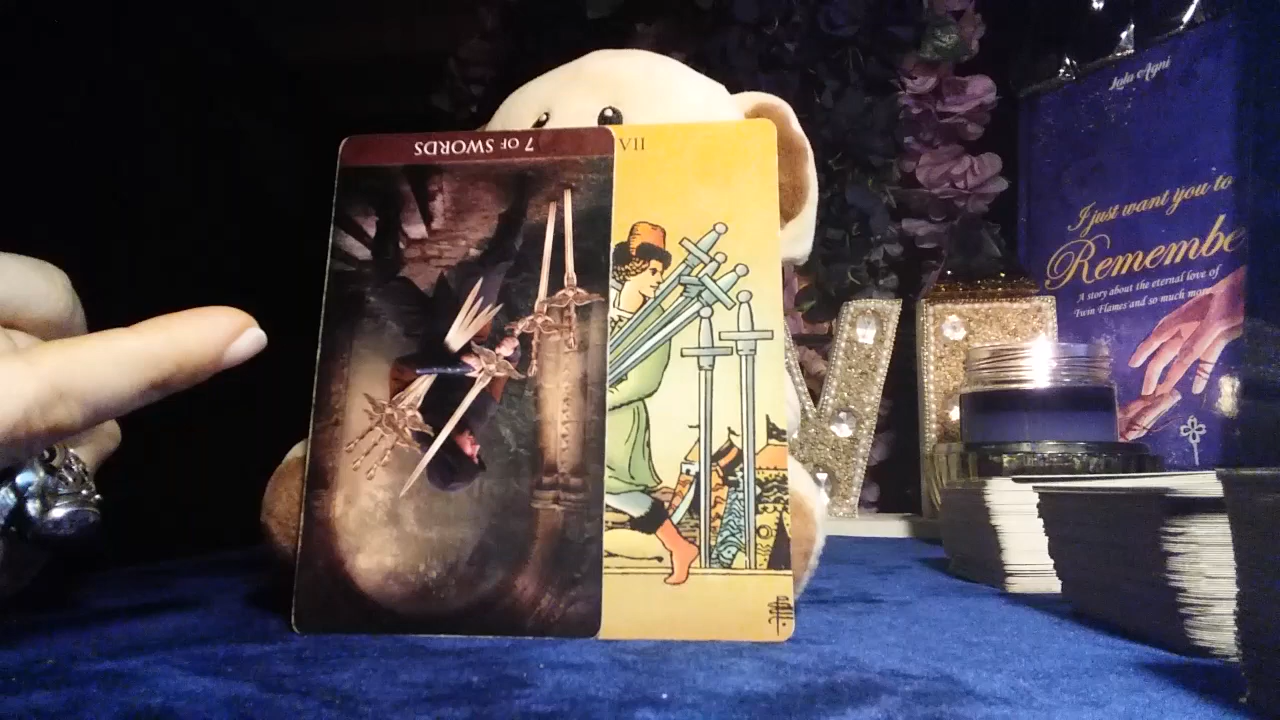 7 OF SWORDS
VII
Lala Agni
I just want you to
Remembe
A story about the eternal love of
Twin Flames and so much more